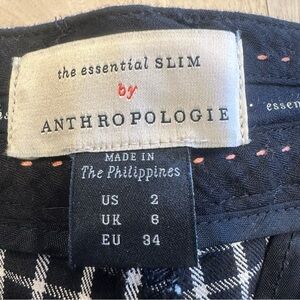 the essential SLIM
by
ANTHROPOLOGIE
MADE IN
The Philippines
US 2
UK 6
EU 34